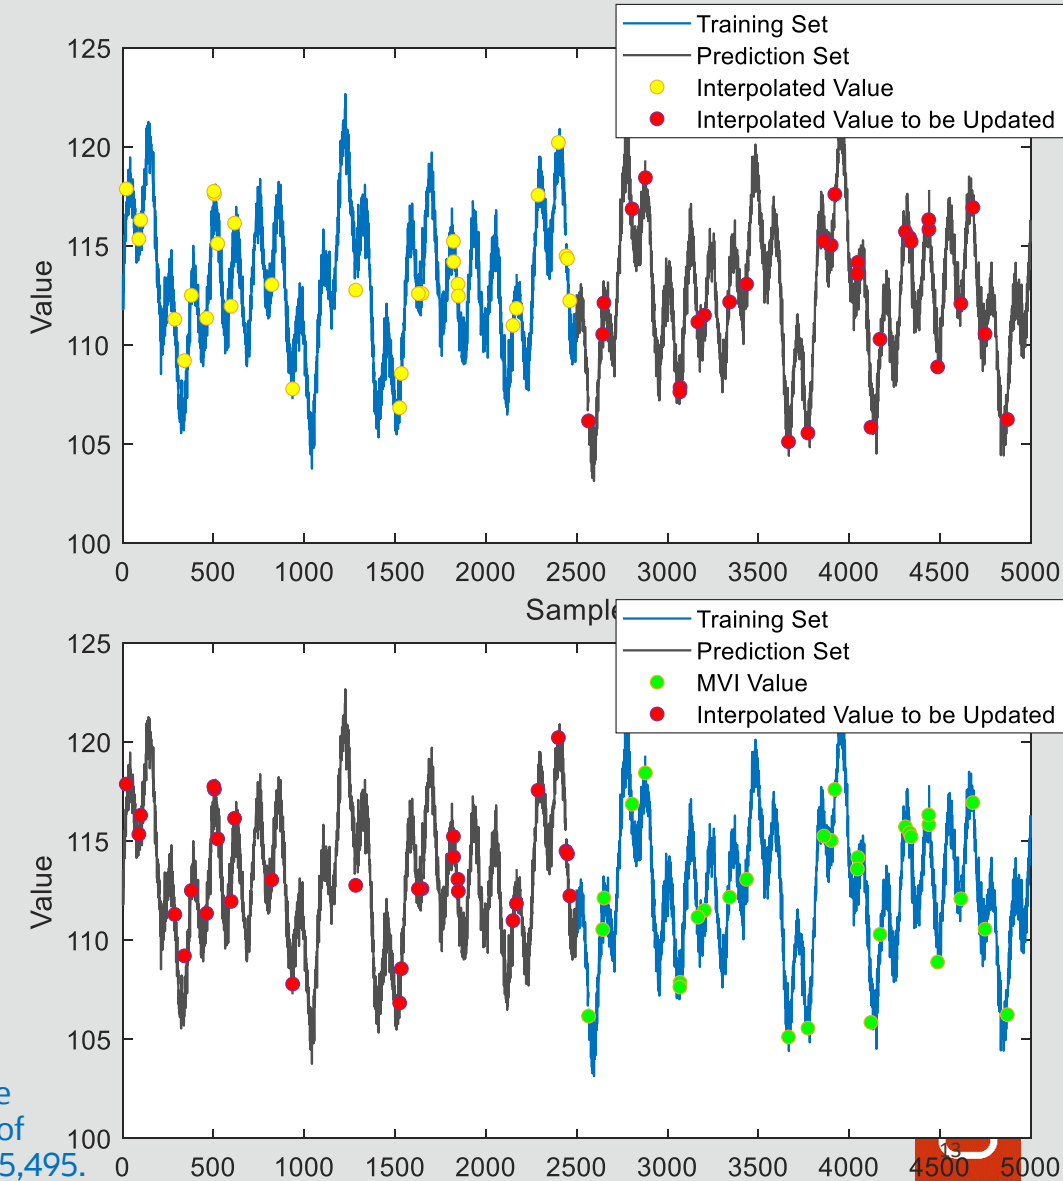 Training Set
Prediction Set
Interpolated Value
Interpolated Value to be Updated
125
120
115
110
105
100
Value
0 500 1000 1500 2000 2500 3000 3500 4000 4500 5000
Sample
Training Set
Prediction Set
MVI Value
Interpolated Value to be Updated
125
120
115
110
105
100
Value
0 500 1000 1500 2000 2500 3000 3500 4000 4500 5000
e
of
5,495.
13